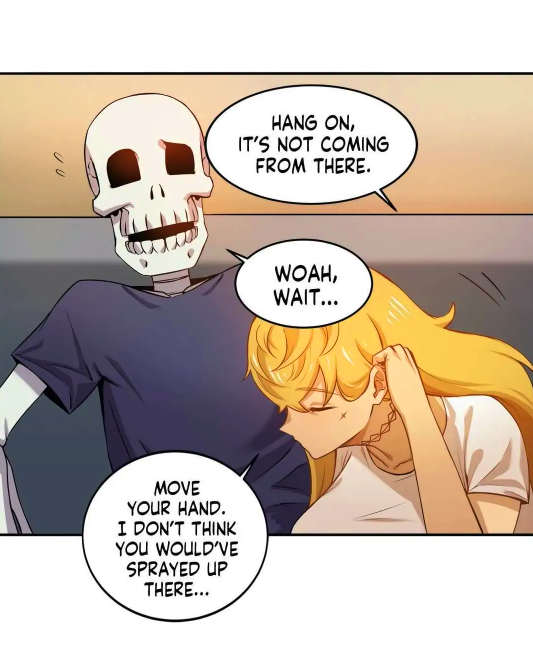 HANG ON,
IT'S NOT COMING
FROM THERE.
WOAH,
WAIT...
MOVE
YOUR HAND.
I DON'T THINK
YOU WOULD'VE
SPRAYED UP
THERE...